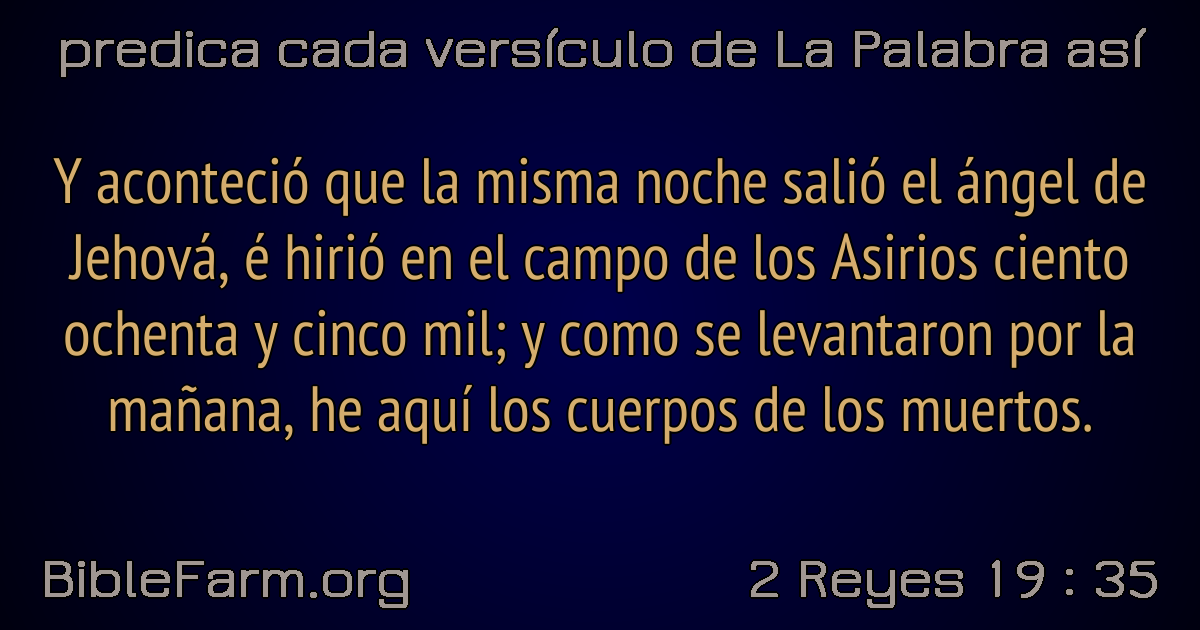 predica cada versículo de La Palabra así
Y aconteció que la misma noche salió el ángel de
Jehová, é hirió en el campo de los Asirios ciento
ochenta y cinco mil; y como se levantaron por la
mañana, he aquí los cuerpos de los muertos.
BibleFarm.org
2 Reyes 19 : 35